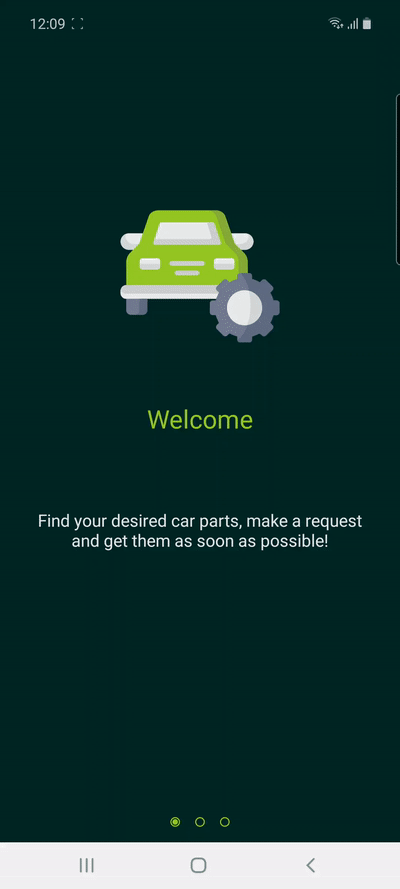 12:09
Welcome
Find your desired car parts, make a request
and get them as soon as possible!